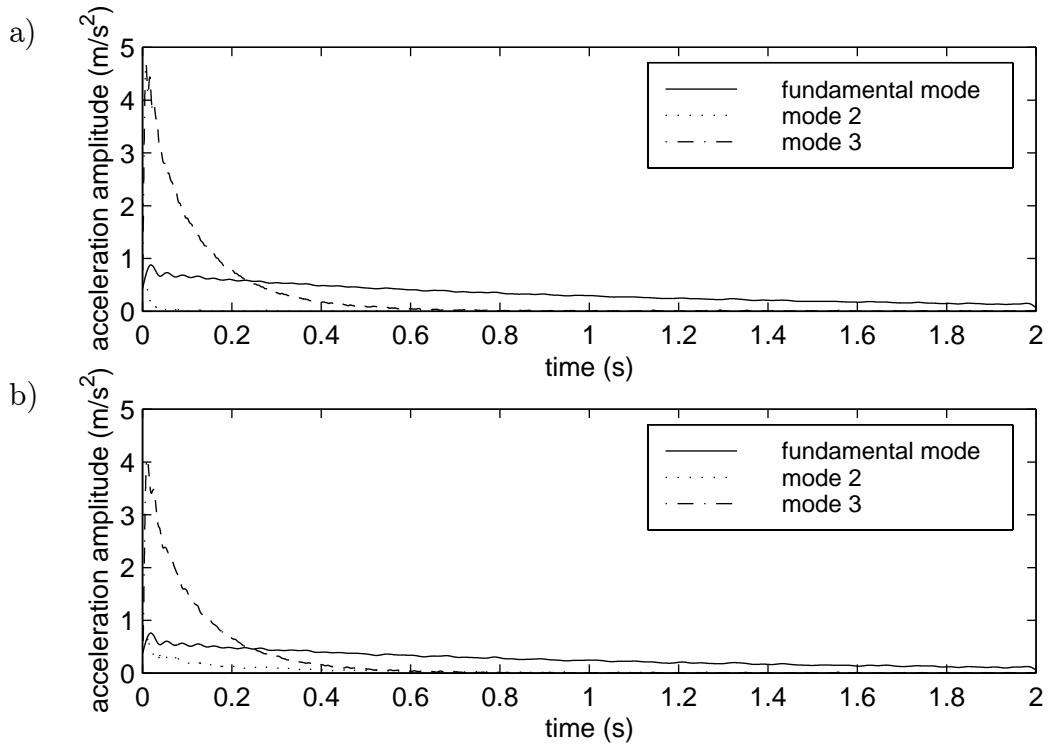 a)
acceleration amplitude (m/s²)
5
4
3
2
1
0
fundamental mode
mode 2
mode 3
0 0.2 0.4 0.6 0.8 1 1.2 1.4 1.6 1.8 2
time (s)
b)
acceleration amplitude (m/s²)
5
4
3
2
1
0
fundamental mode
mode 2
mode 3
0 0.2 0.4 0.6 0.8 1 1.2 1.4 1.6 1.8 2
time (s)